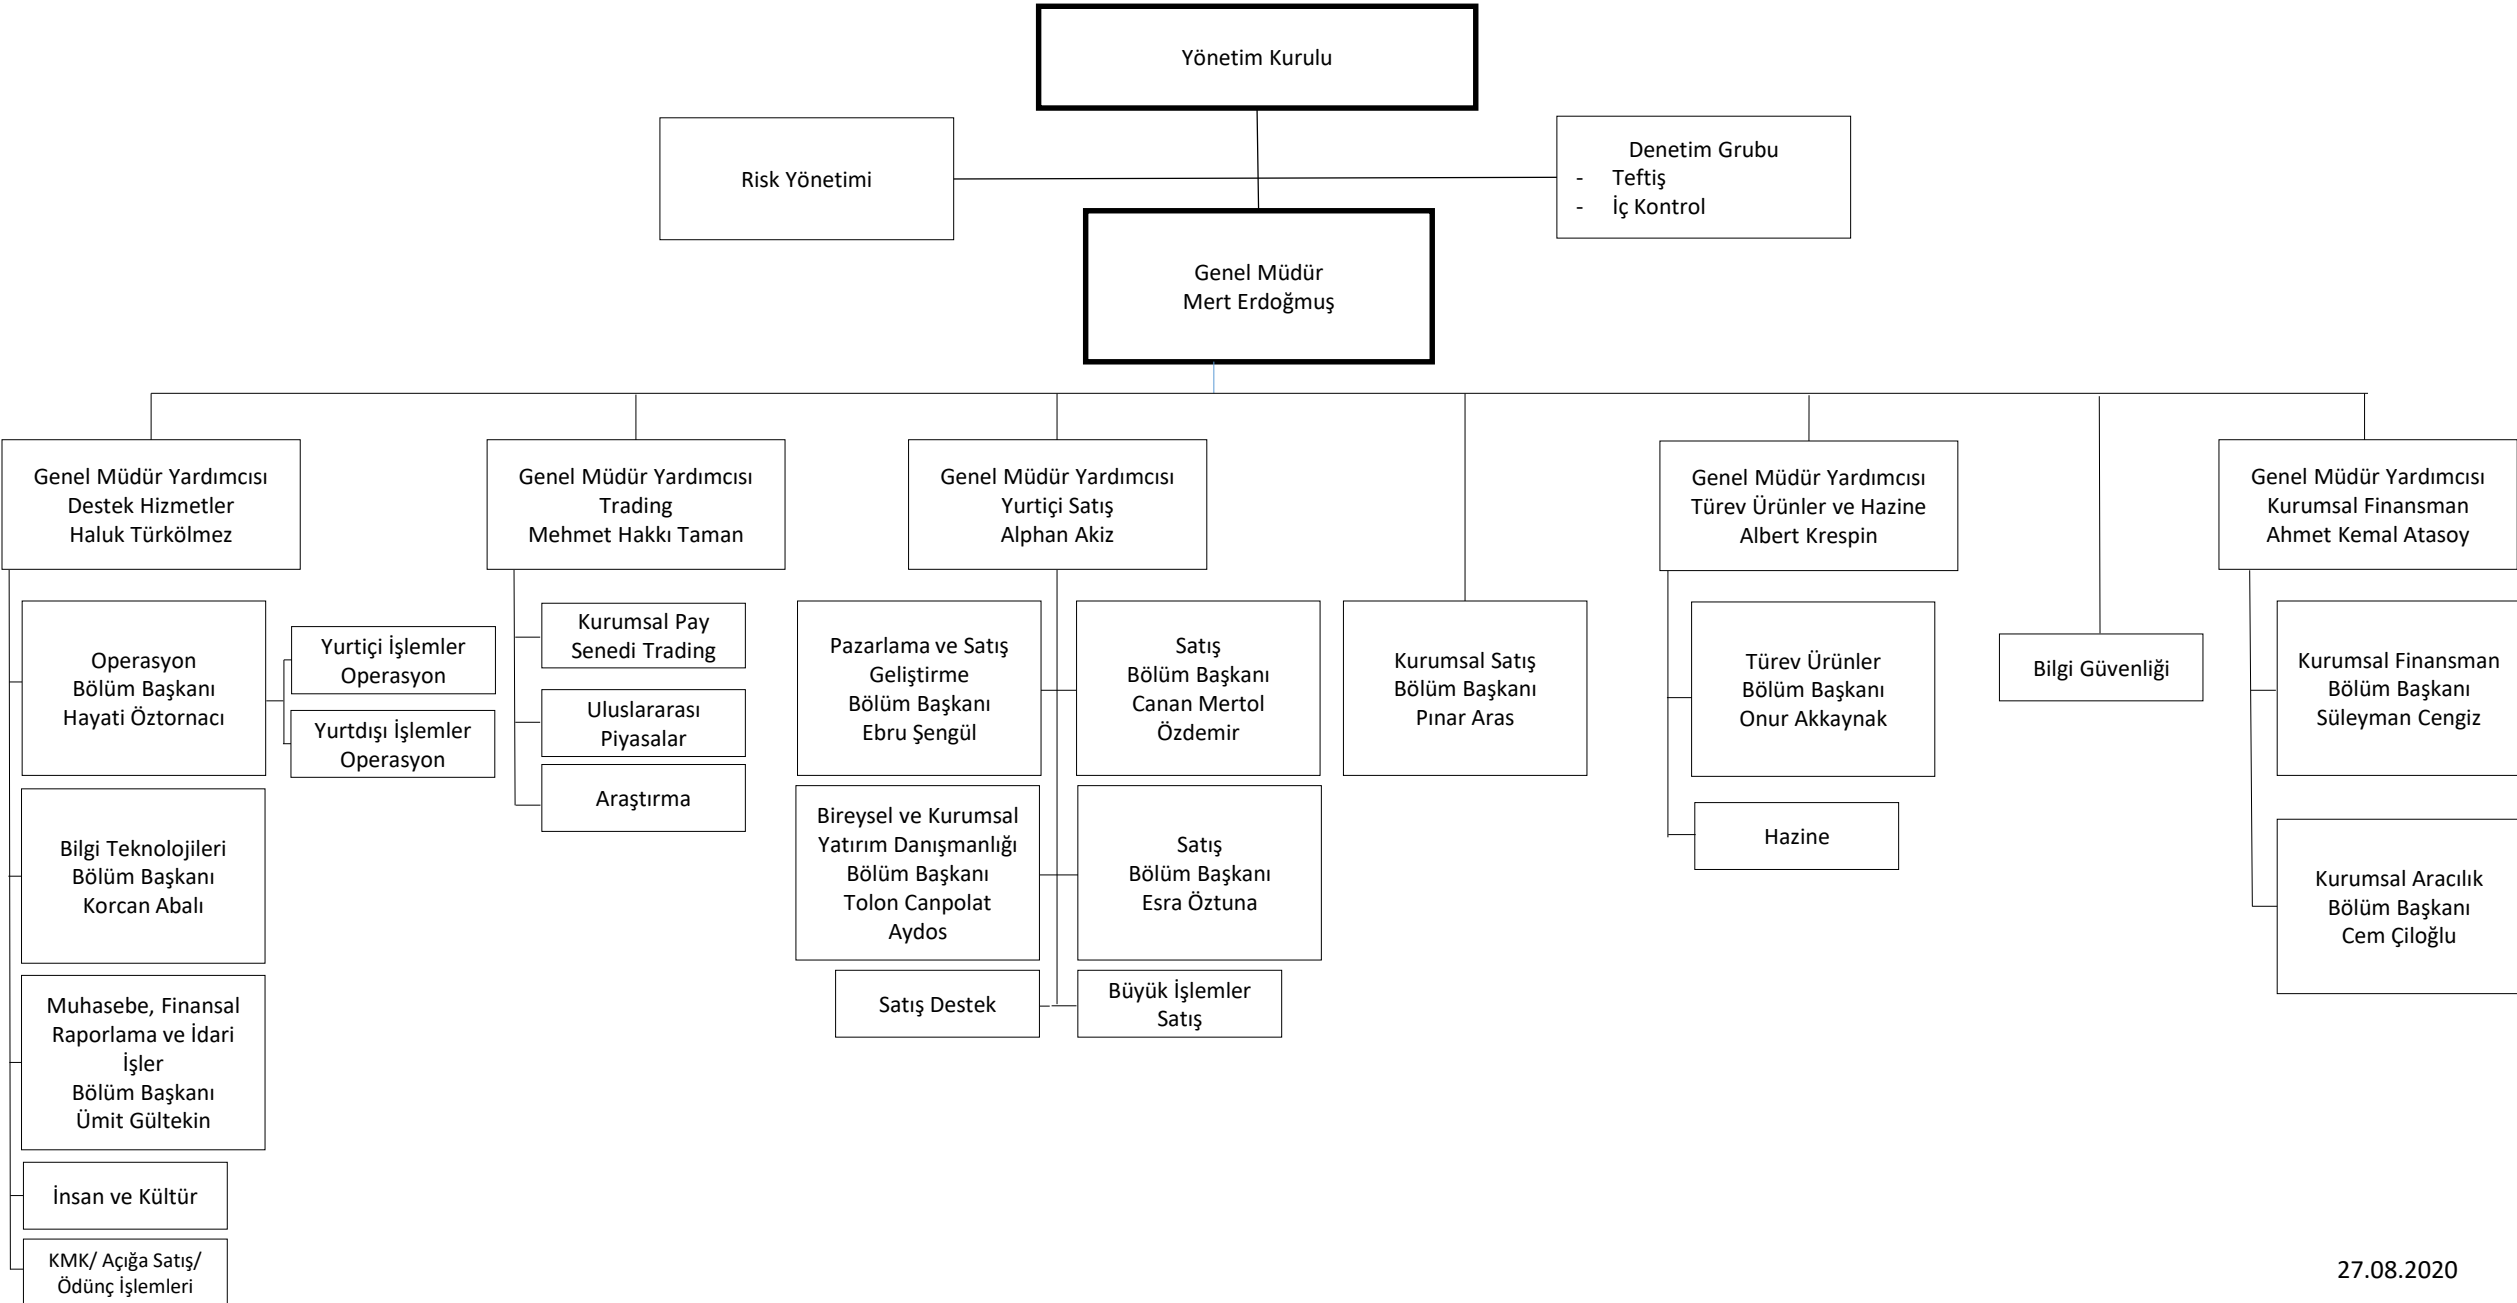 Yönetim Kurulu
Risk Yönetimi
Denetim Grubu
- Teftiş
- İç Kontrol
Genel Müdür
Mert Erdoğmuş
Genel Müdür Yardımcısı
Destek Hizmetler
Haluk Türkölmez
Genel Müdür Yardımcısı
Trading
Mehmet Hakkı Taman
Genel Müdür Yardımcısı
Yurtiçi Satış
Alphan Akiz
Genel Müdür Yardımcısı
Türev Ürünler ve Hazine
Albert Krespin
Genel Müdür Yardımcısı
Kurumsal Finansman
Ahmet Kemal Atasoy
Operasyon
Bölüm Başkanı
Hayati Öztornacı
Yurtiçi İşlemler
Operasyon
Yurtdışı İşlemler
Operasyon
Kurumsal Pay
Senedi Trading
Uluslararası
Piyasalar
Araştırma
Pazarlama ve Satış
Geliştirme
Bölüm Başkanı
Ebru Şengül
Satış
Bölüm Başkanı
Canan Mertol
Özdemir
Kurumsal Satış
Bölüm Başkanı
Pınar Aras
Türev Ürünler
Bölüm Başkanı
Onur Akkaynak
Bilgi Güvenliği
Kurumsal Finansman
Bölüm Başkanı
Süleyman Cengiz
Bilgi Teknolojileri
Bölüm Başkanı
Korcan Abalı
Bireysel ve Kurumsal
Yatırım Danışmanlığı
Bölüm Başkanı
Tolon Canpolat
Aydos
Satış
Bölüm Başkanı
Esra Öztuna
Hazine
Kurumsal Aracılık
Bölüm Başkanı
Cem Çiloğlu
Muhasebe, Finansal
Raporlama ve İdari
İşler
Bölüm Başkanı
Ümit Gültekin
Satış Destek
Büyük İşlemler
Satış
İnsan ve Kültür
KMK/ Açığa Satış/
Ödünç İşlemleri
27.08.2020